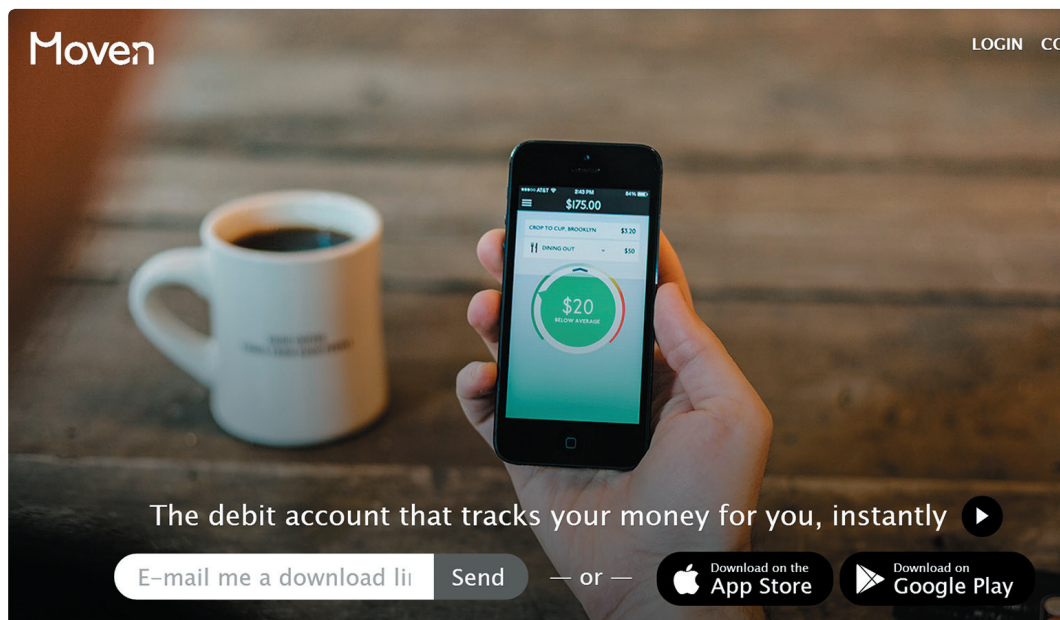 Moven
LOGIN
AT&T 2:43 PM 64%
$175.00
CROP TO CUP, BROOKLYN $3.20
DINING OUT - $50
$20
BELOW AVERAGE
The debit account that tracks your money for you, instantly
E-mail me a download
Send
— or —
Download on the
App Store
Download on
Google Play